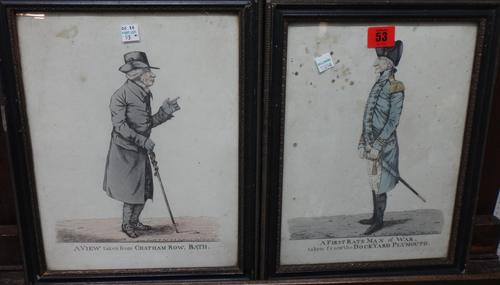 53
A VIEW taken from CHATHAM ROW, BATH.
A FIRST RATE MAN of WAR,
taken from the DOCKYARD PLYMOUTH.